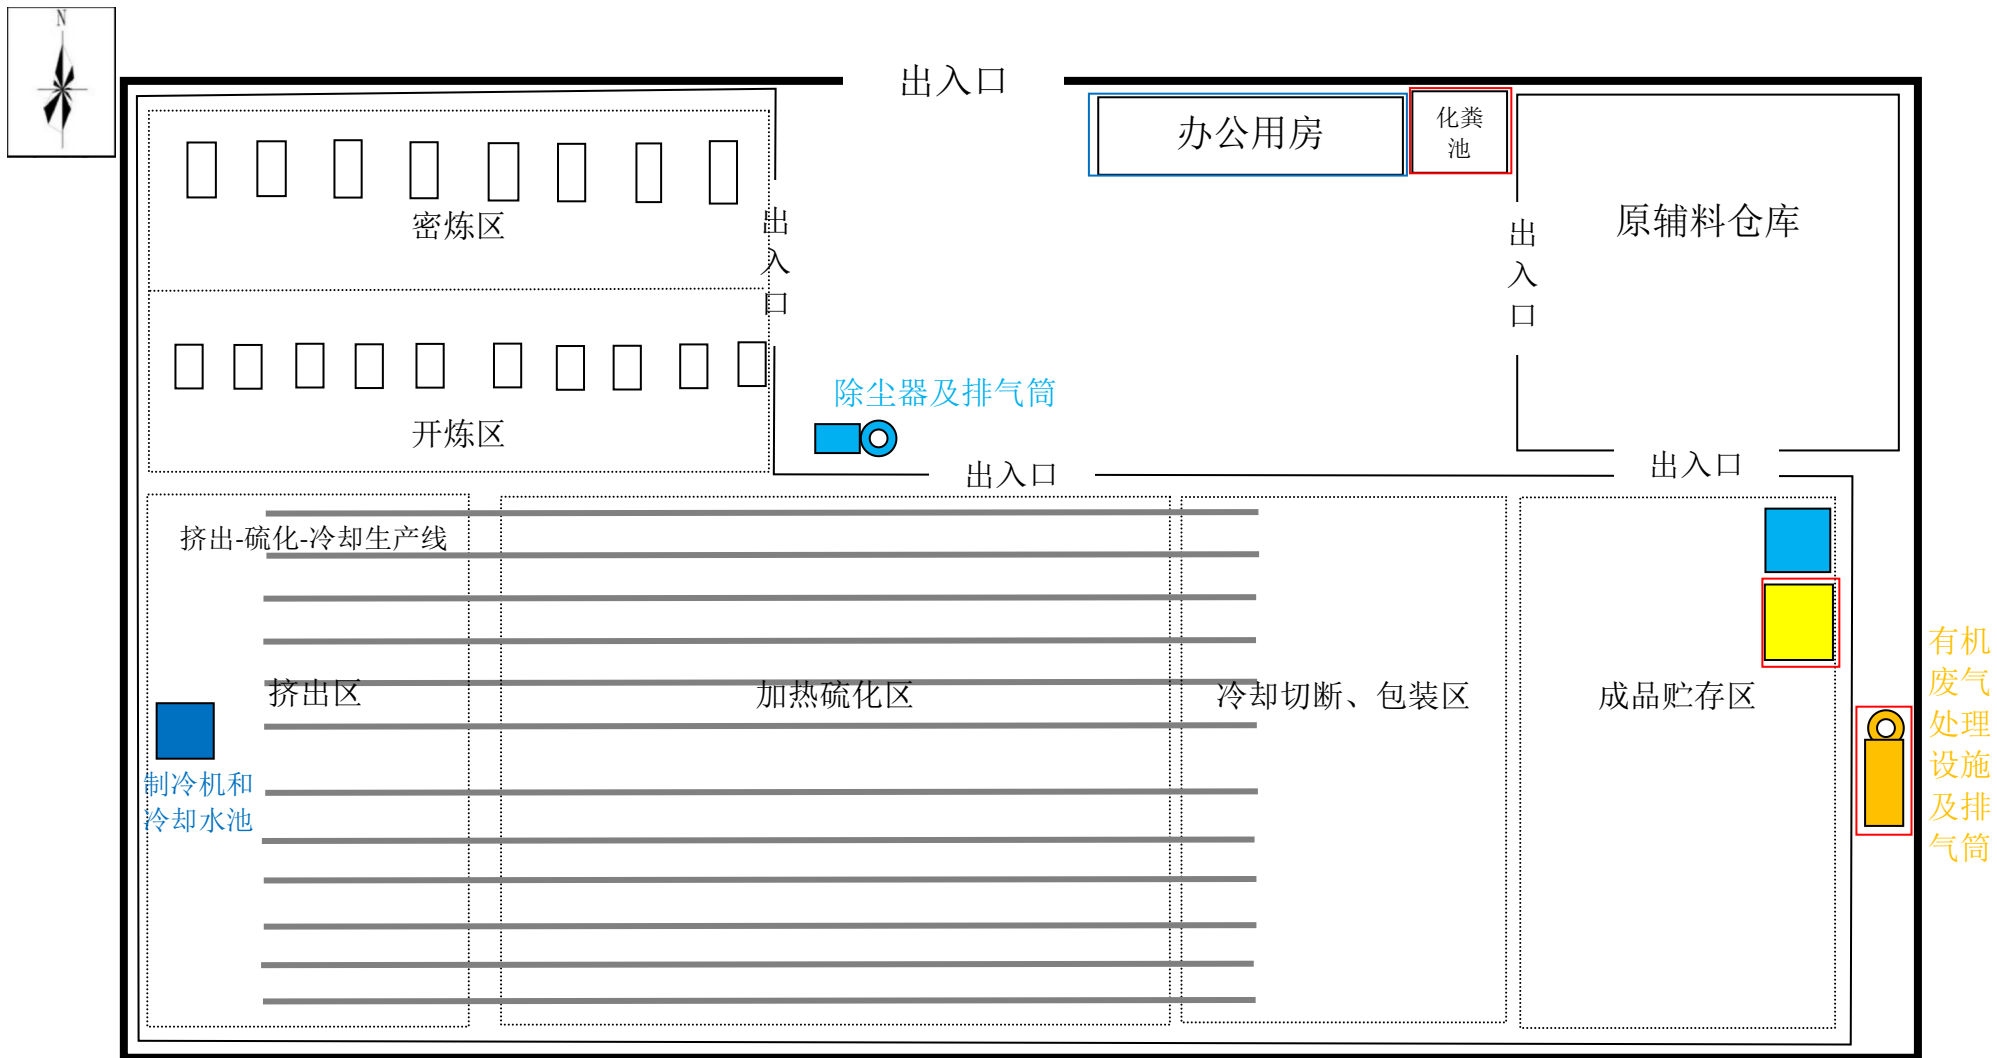 N
出入口
办公用房
化粪
池
原辅料仓库
密炼区
出
入
口
出
入
口
开炼区
除尘器及排气筒
出入口
出入口
挤出-硫化-冷却生产线
挤出区
加热硫化区
冷却切断、包装区
成品贮存区
制冷机和
冷却水池
有机
废气
处理
设施
及排
气筒